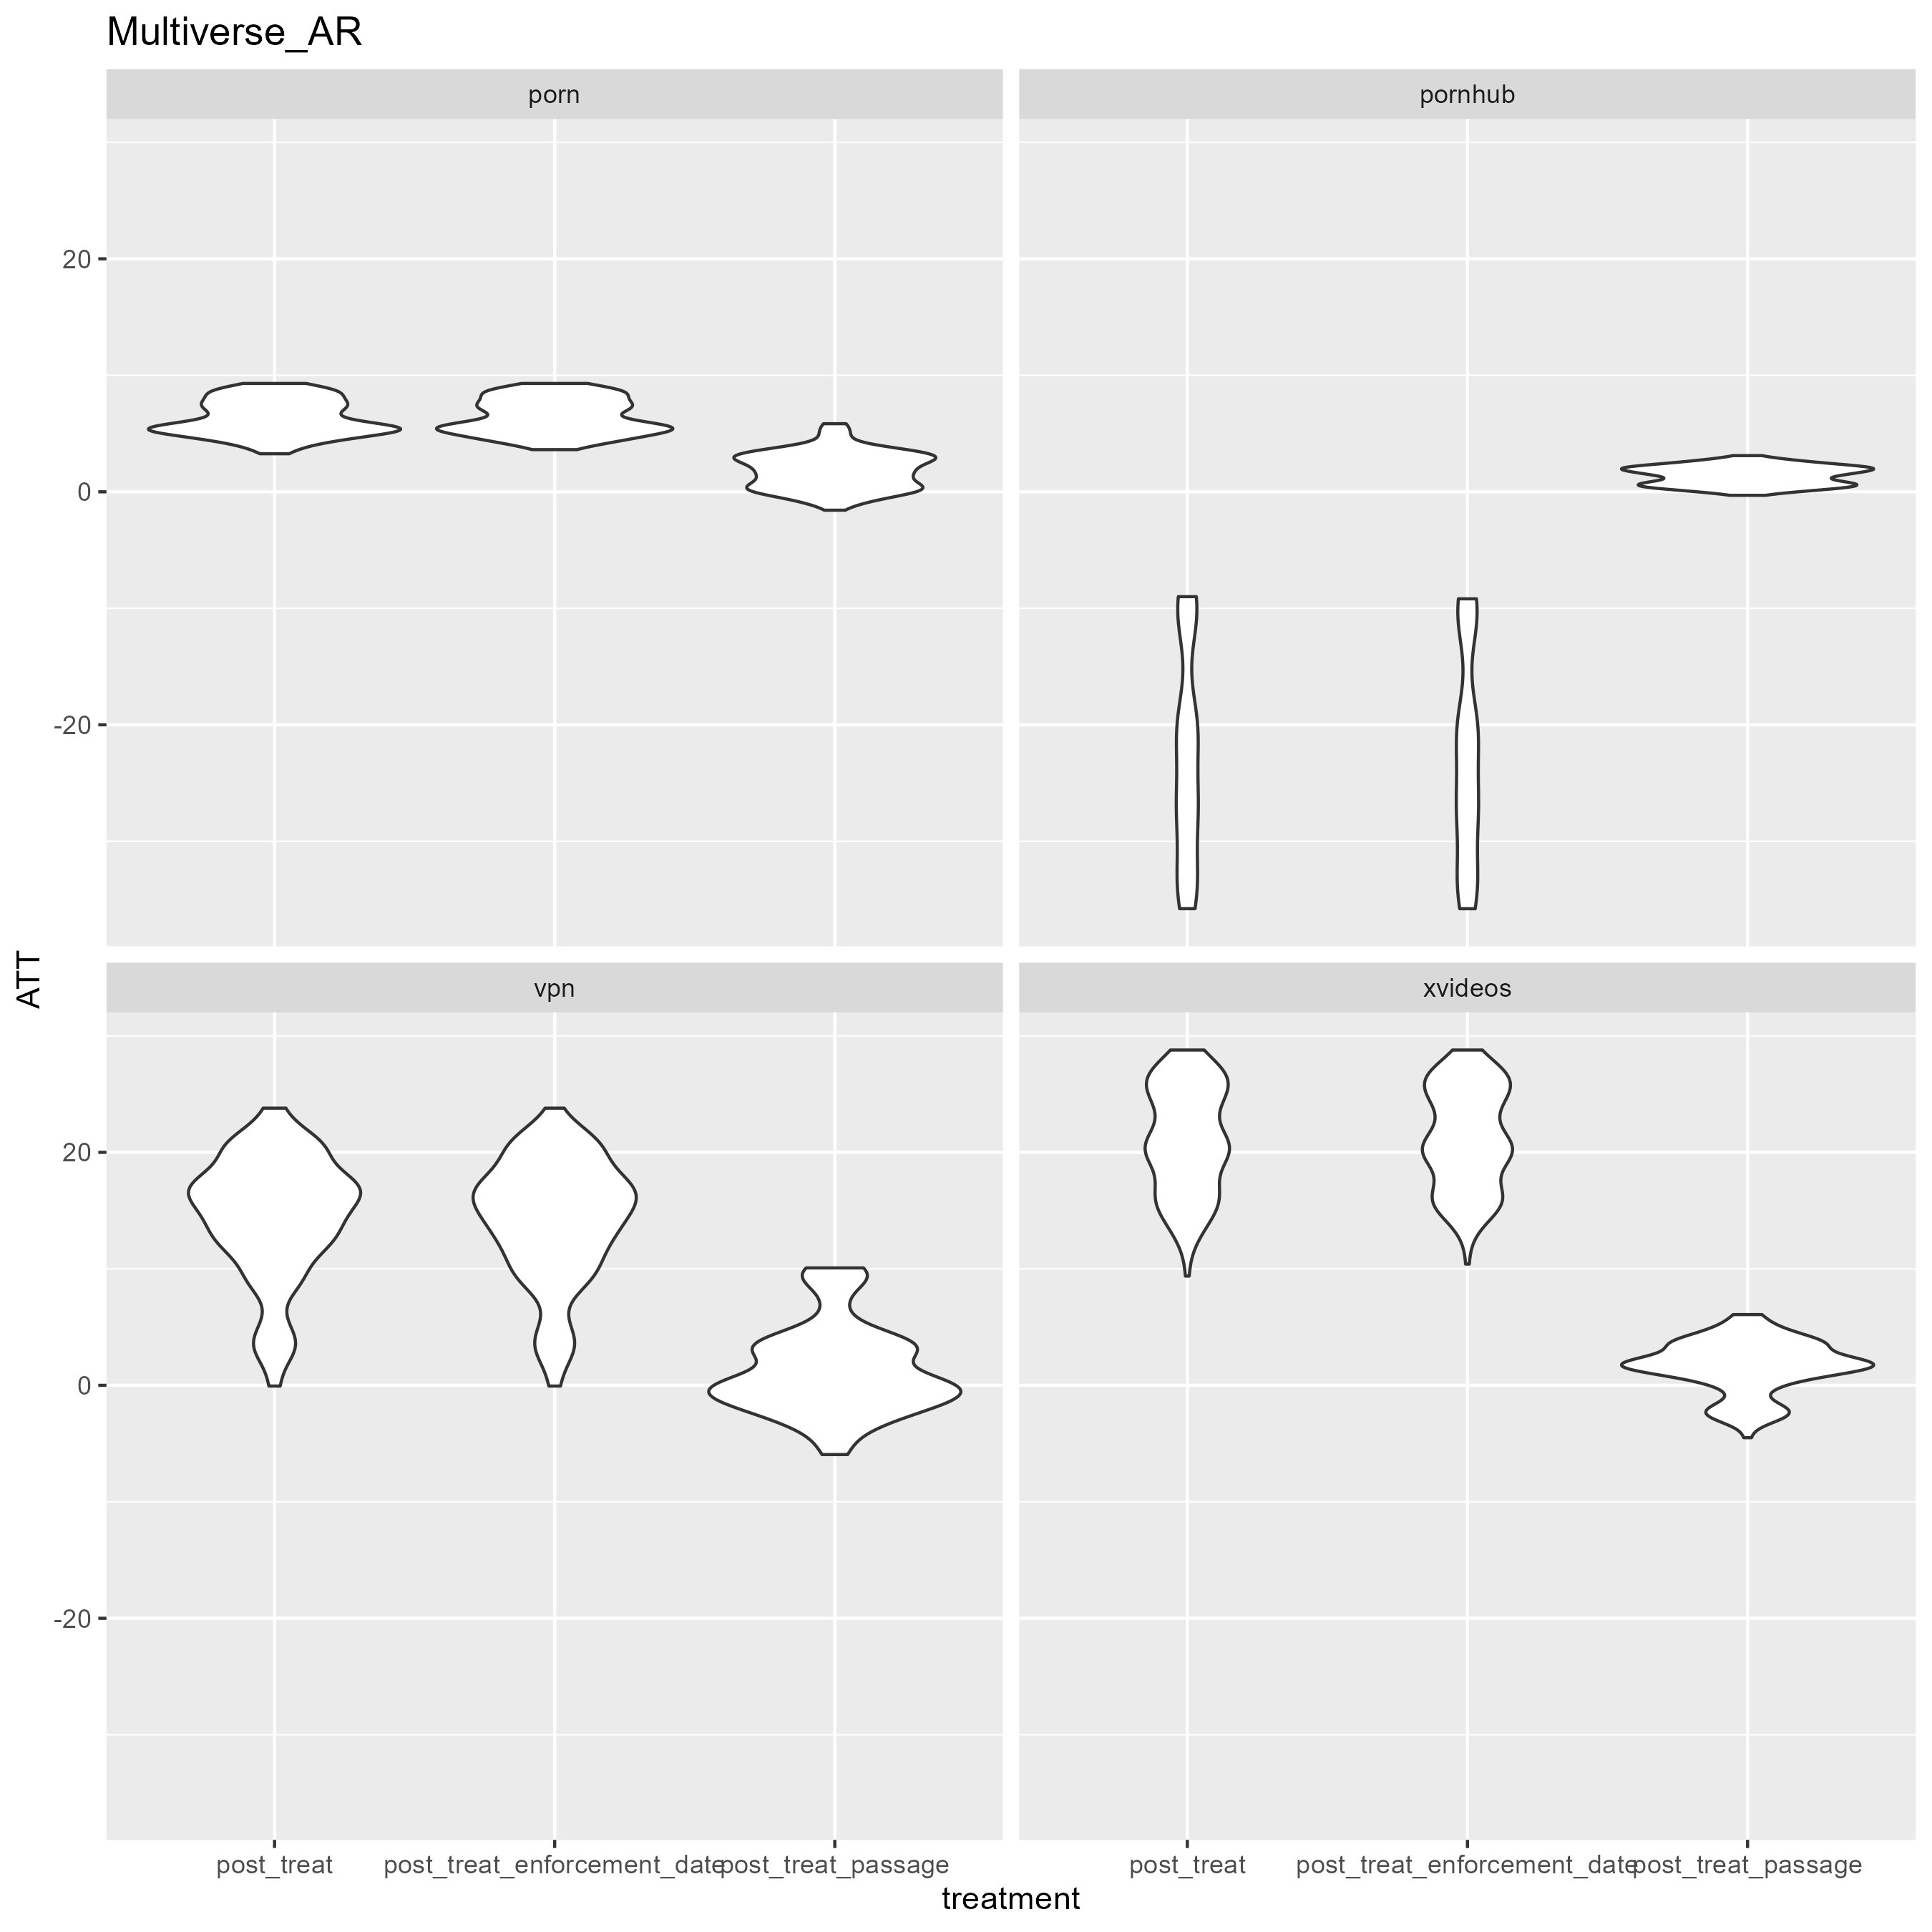 Multiverse_AR
porn
pornhub
20
0
-20
ATT
vpn
xvideos
20
0
-20
post_treat
post_treat_enforcement_date
post_treat_passage
post_treat
post_treat_enforcement_date
post_treat_passage
treatment